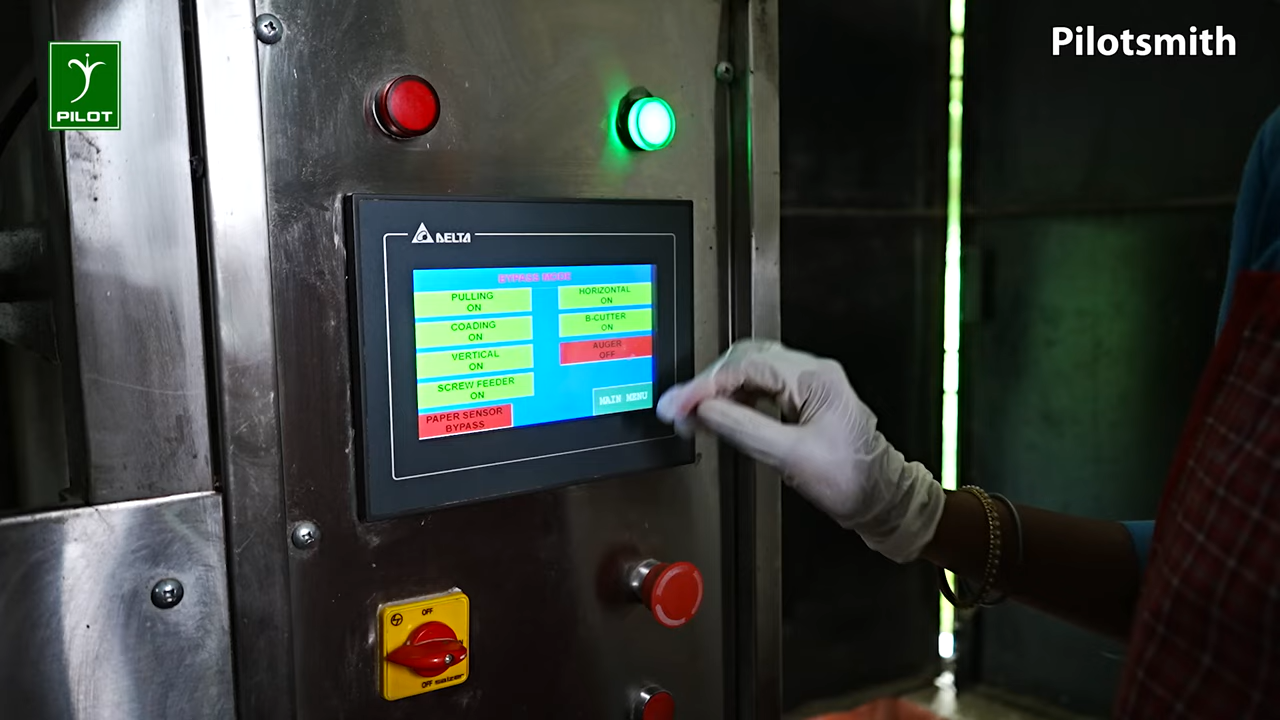 Pilotsmith
PILOT
DELTA
BYPASS MODE
PULLING
ON
HORIZONTAL
ON
COADING
ON
B-CUTTER
ON
VERTICAL
ON
AUGER
OFF
SCREW FEEDER
ON
MAIN MENU
PAPER SENSOR
BYPASS
OFF
OFF salzer